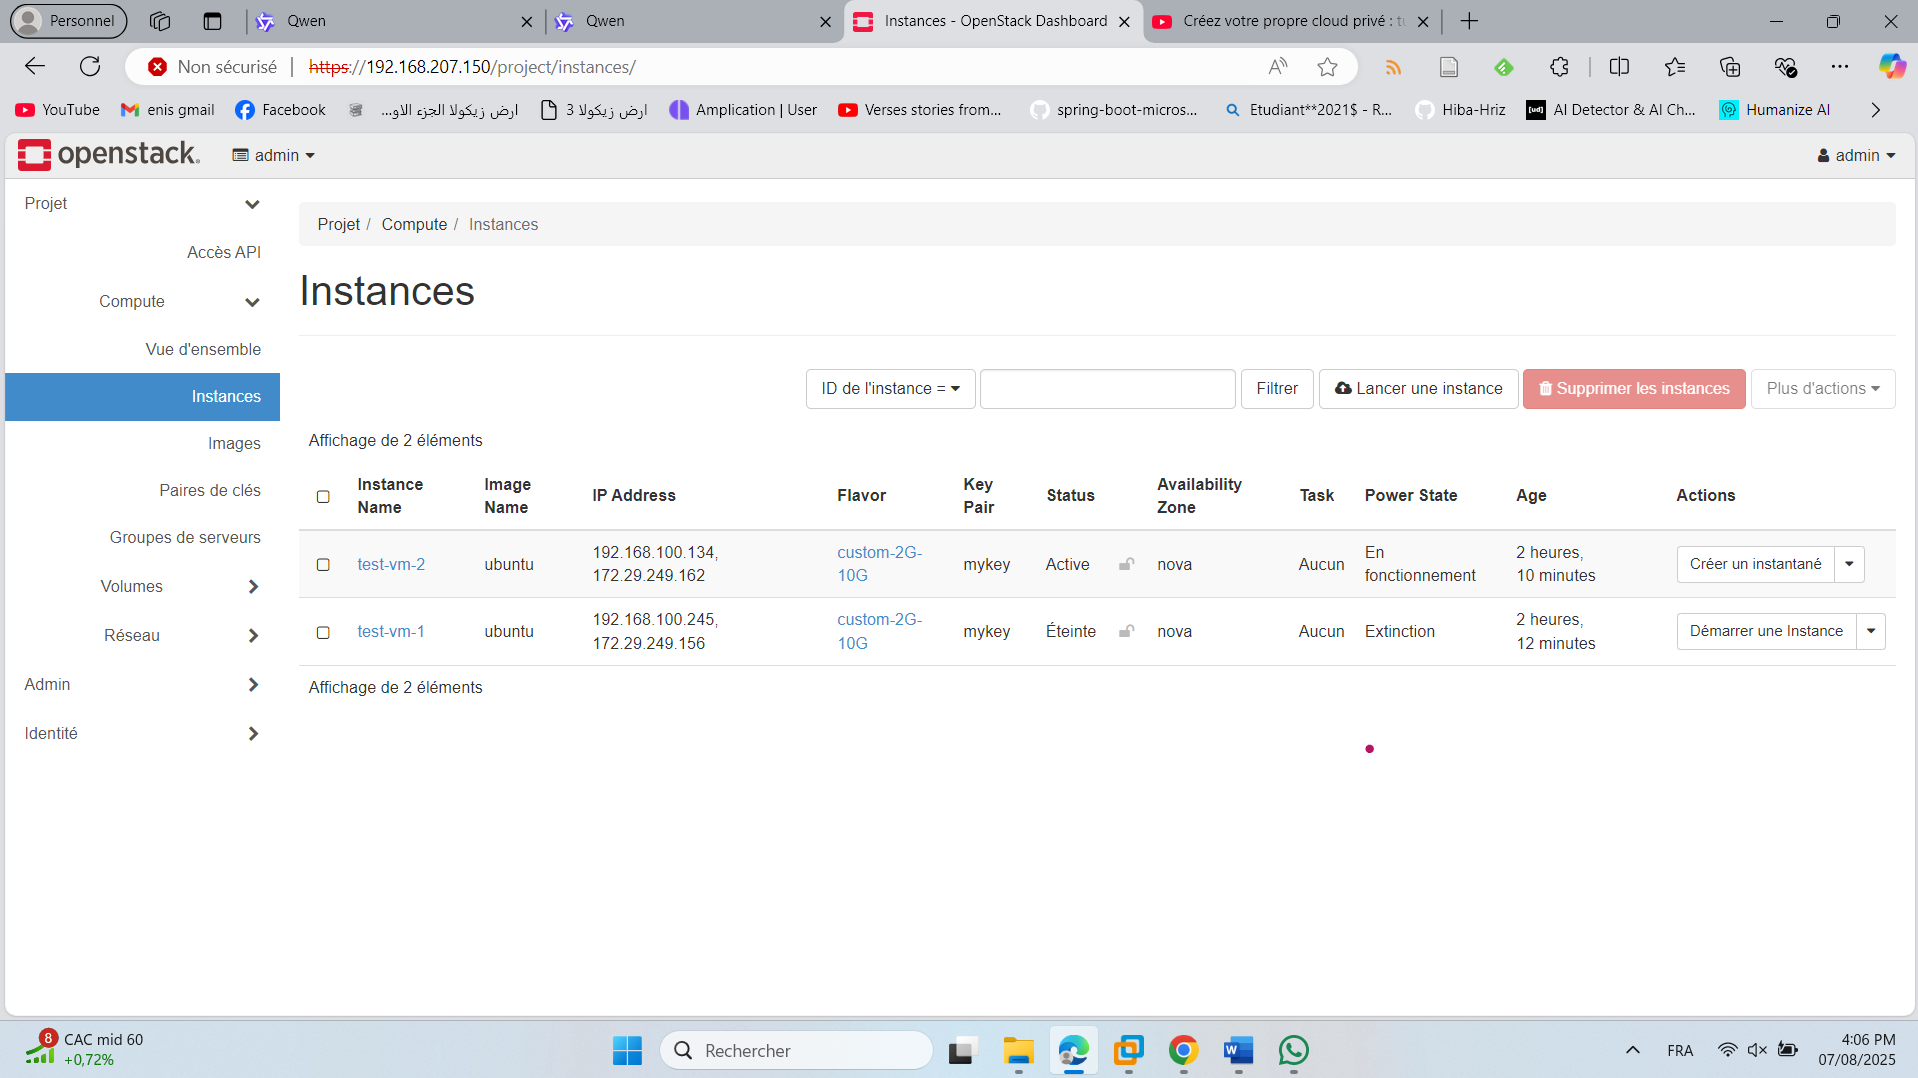 Personnel
Qwen
Qwen
Instances - OpenStack Dashboard
Créez votre propre cloud privé : tu
Non sécurisé
https://192.168.207.150/project/instances/
YouTube
enis gmail
Facebook
ارض زيكولا الجزء الاو...
ارض زيكولا 3
Amplication | User
Verses stories from...
spring-boot-micros...
Etudiant**2021$ - R...
Hiba-Hriz
AI Detector & AI Ch...
Humanize AI
openstack.
admin
admin
Projet
Accès API
Compute
Vue d'ensemble
Instances
Images
Paires de clés
Groupes de serveurs
Volumes
Réseau
Admin
Identité
Projet / Compute / Instances
Instances
ID de l'instance =
Filtrer
Lancer une instance
Supprimer les instances
Plus d'actions
Affichage de 2 éléments
Instance Name
Image Name
IP Address
Flavor
Key Pair
Status
Availability Zone
Task
Power State
Age
Actions
test-vm-2
ubuntu
192.168.100.134, 172.29.249.162
custom-2G-10G
mykey
Active
nova
Aucun
En fonctionnement
2 heures, 10 minutes
Créer un instantané
test-vm-1
ubuntu
192.168.100.245, 172.29.249.156
custom-2G-10G
mykey
Éteinte
nova
Aucun
Extinction
2 heures, 12 minutes
Démarrer une Instance
Affichage de 2 éléments
8
CAC mid 60
+0,72%
Rechercher
FRA
4:06 PM
07/08/2025